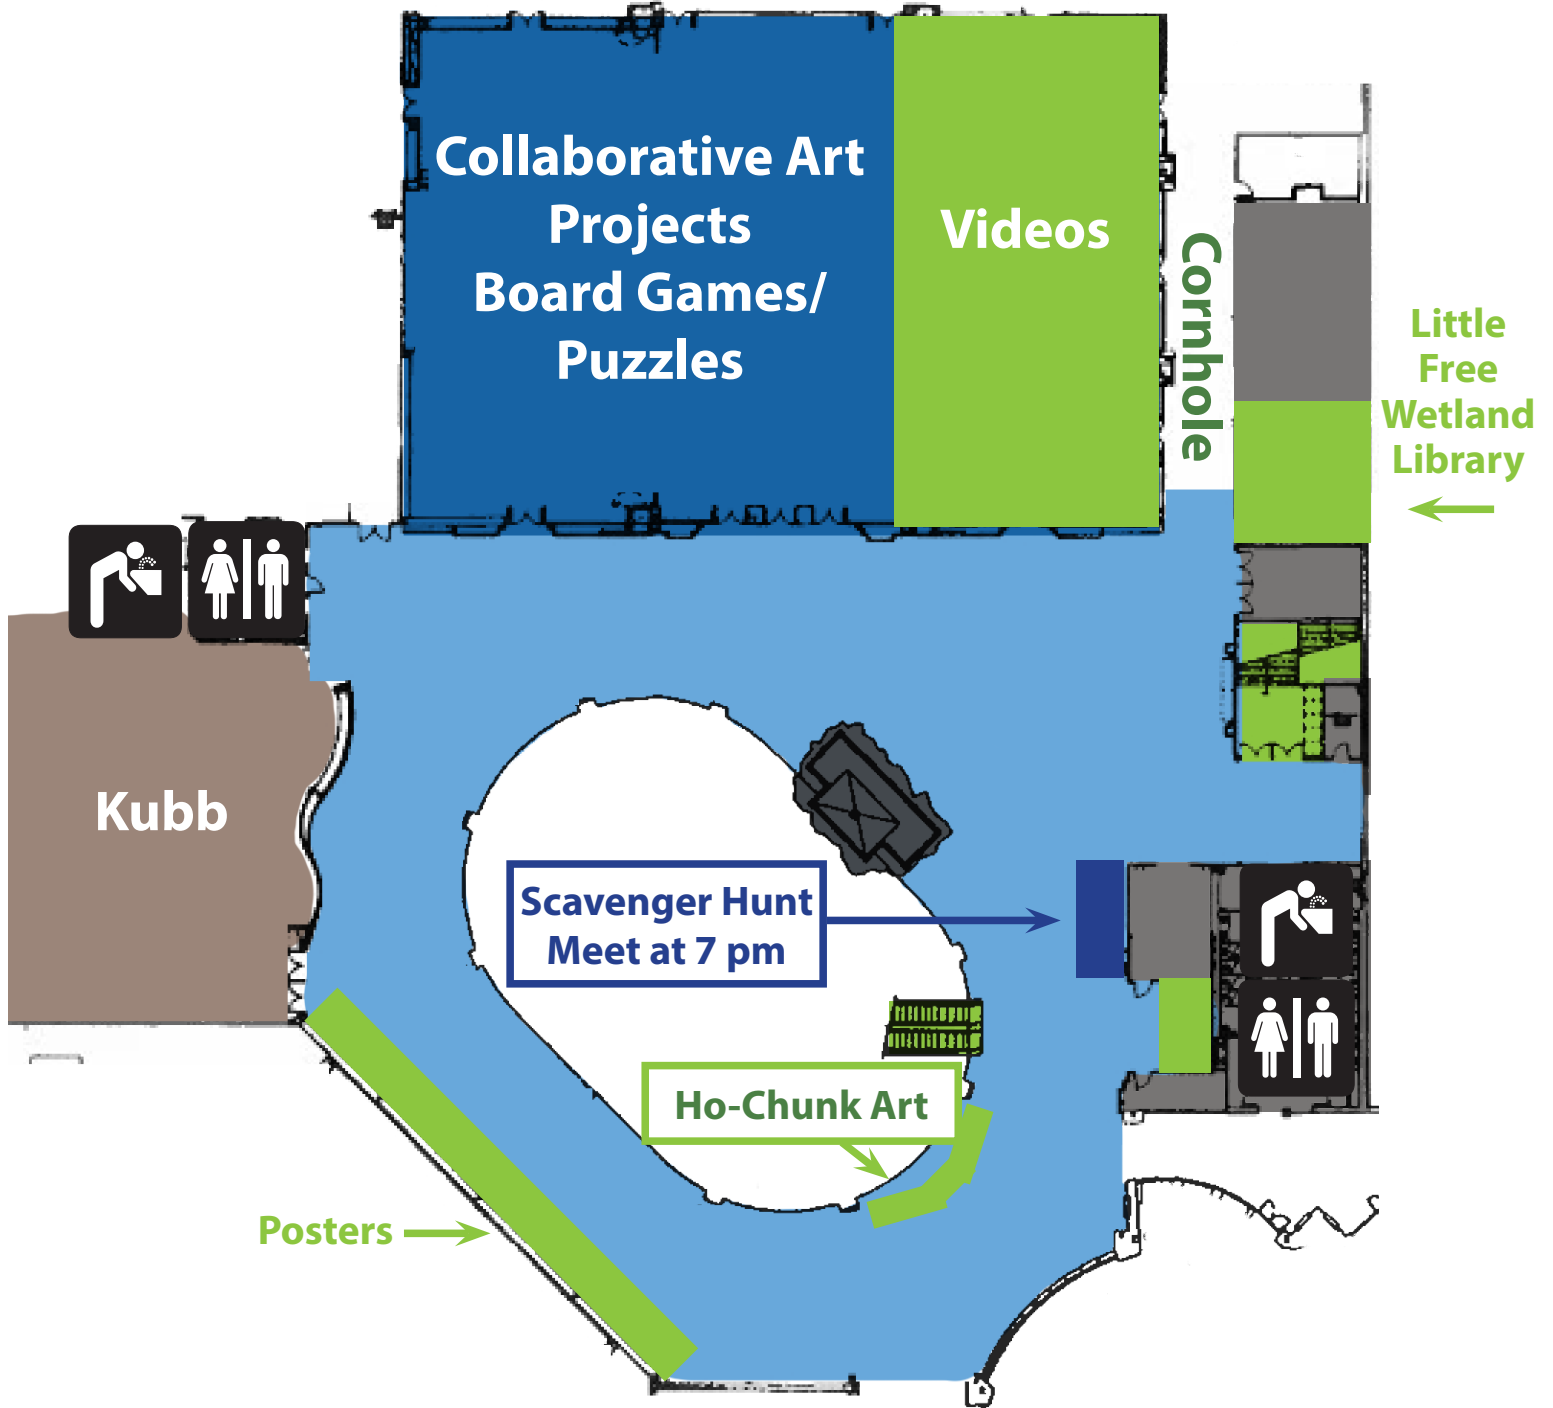 Collaborative Art
Projects
Board Games/
Puzzles
Videos
Cornhole
Little
Free
Wetland
Library
Kubb
Scavenger Hunt
Meet at 7 pm
Ho-Chunk Art
Posters